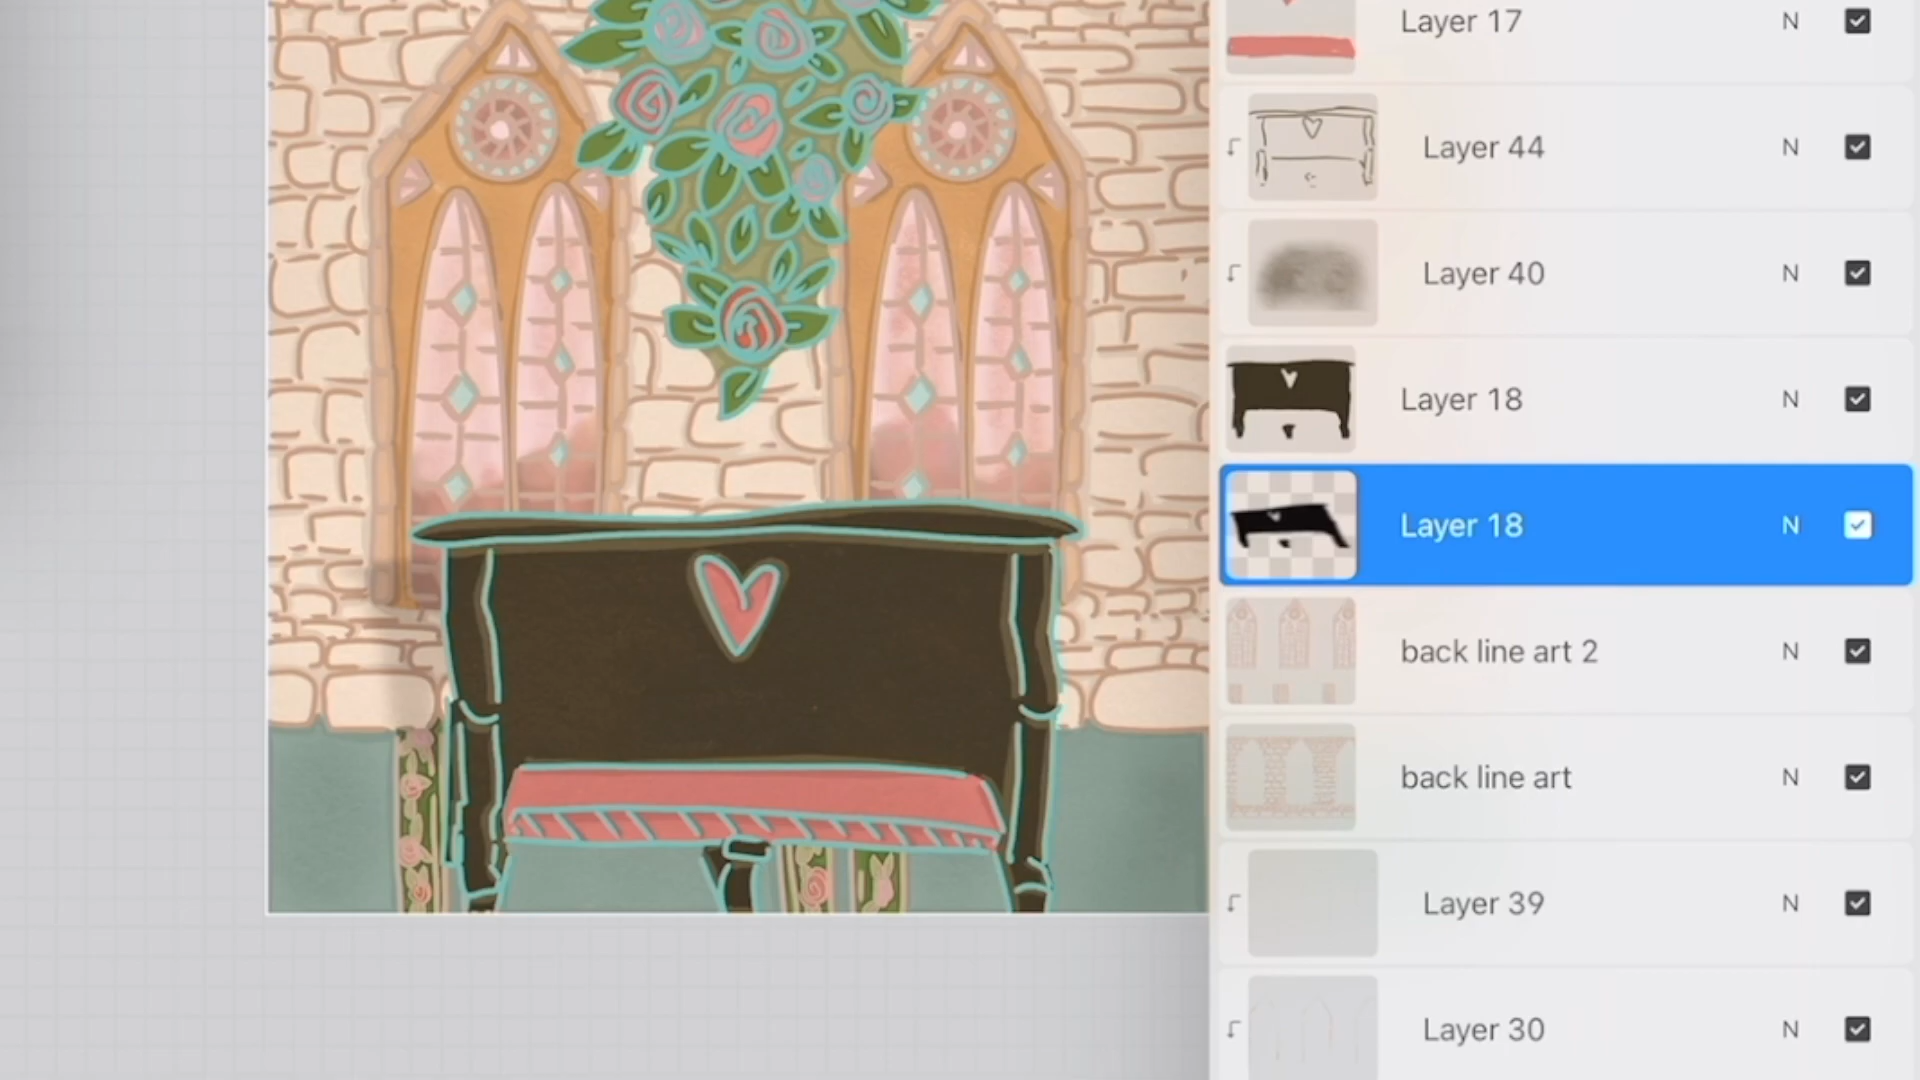 Layer 17 N
Layer 44 N
Layer 40 N
Layer 18 N
Layer 18 N
back line art 2 N
back line art N
Layer 39 N
Layer 30 N